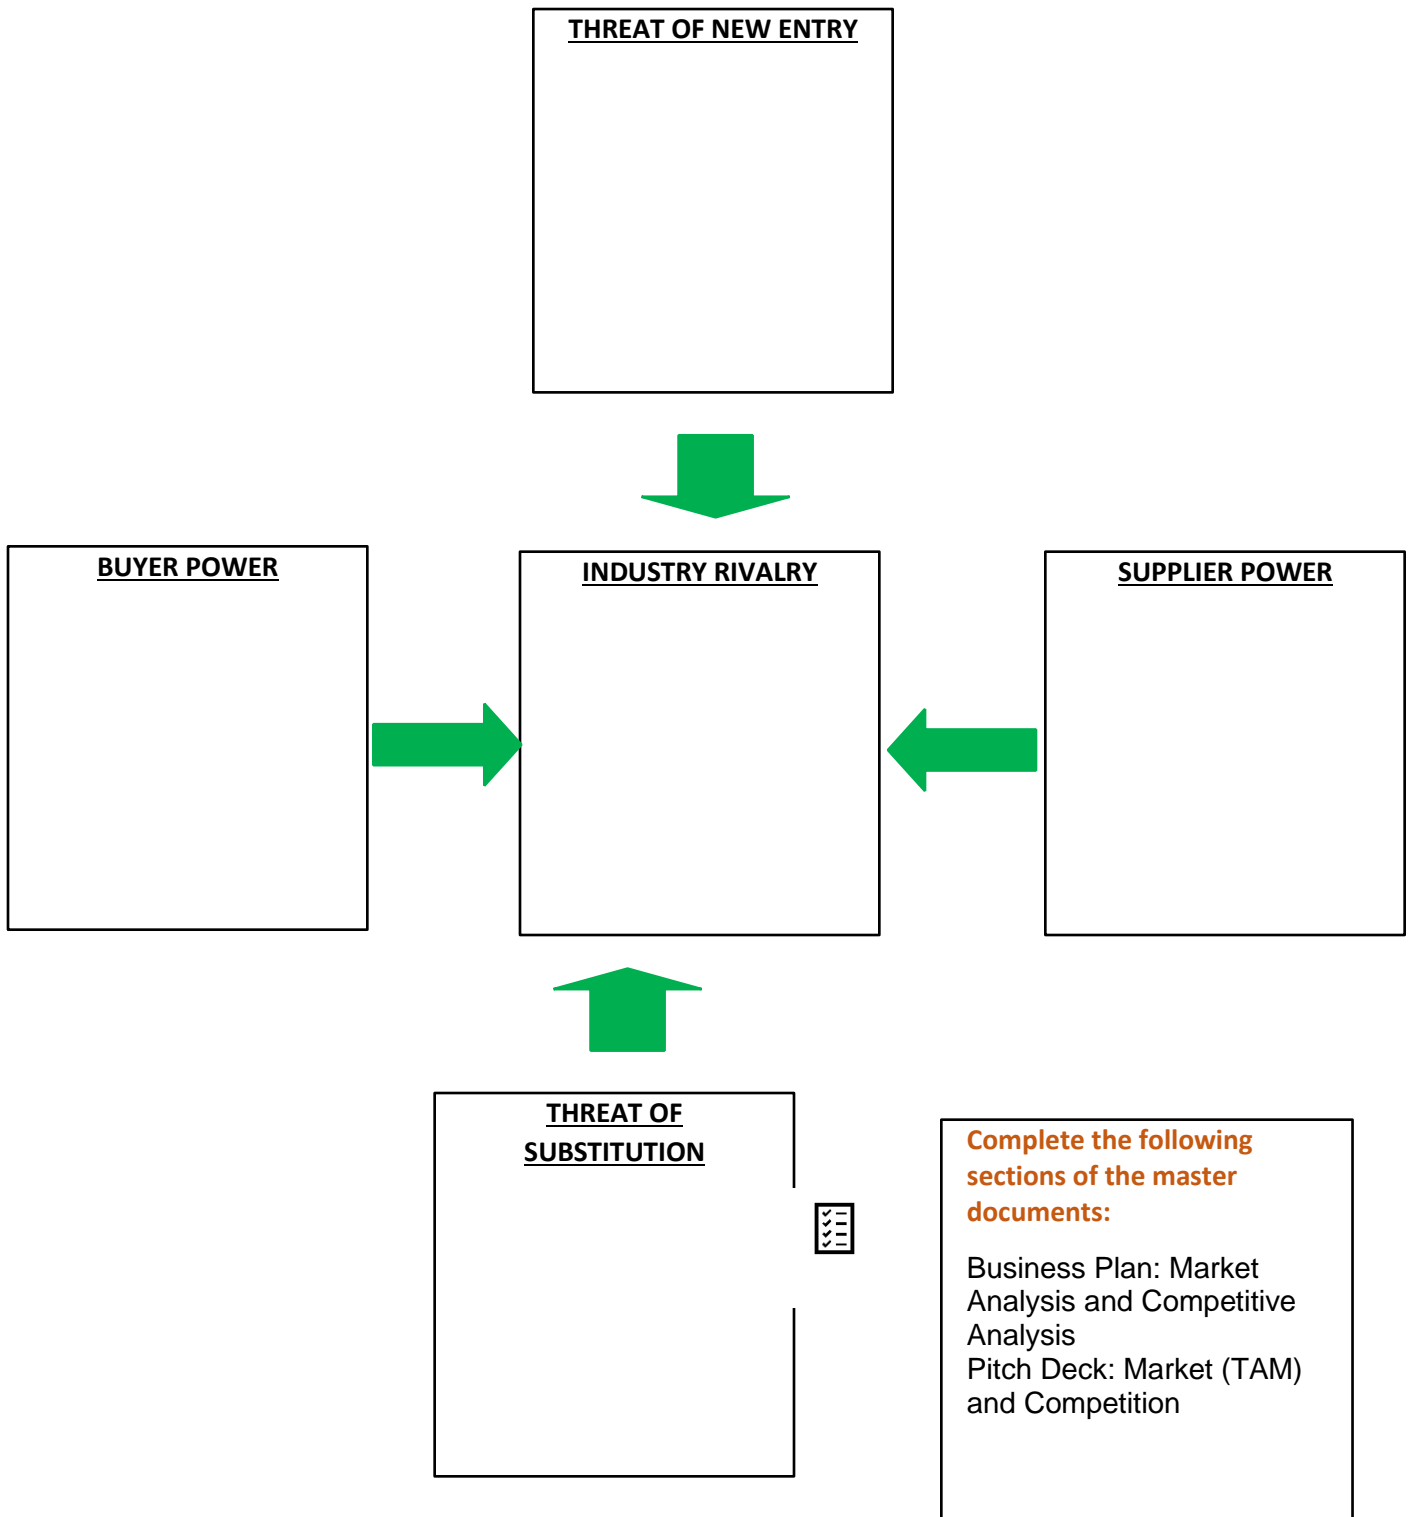 THREAT OF NEW ENTRY
BUYER POWER
INDUSTRY RIVALRY
SUPPLIER POWER
THREAT OF
SUBSTITUTION
Complete the following
sections of the master
documents:
Business Plan: Market
Analysis and Competitive
Analysis
Pitch Deck: Market (TAM)
and Competition